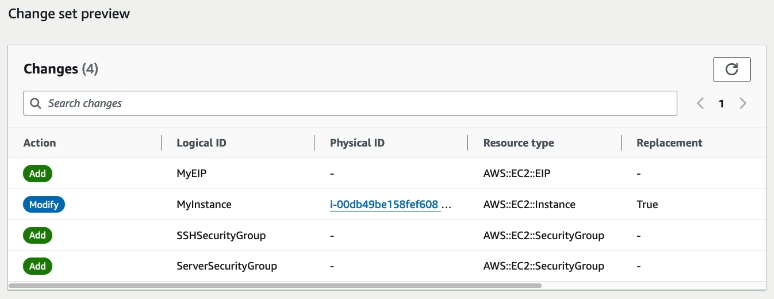 Change set preview
Changes (4)
Search changes
1
Action Logical ID Physical ID Resource type Replacement
Add MyEIP - AWS::EC2::EIP -
Modify MyInstance i-00db49be158fef608 ... AWS::EC2::Instance True
Add SSHSecurityGroup - AWS::EC2::SecurityGroup -
Add ServerSecurityGroup - AWS::EC2::SecurityGroup -